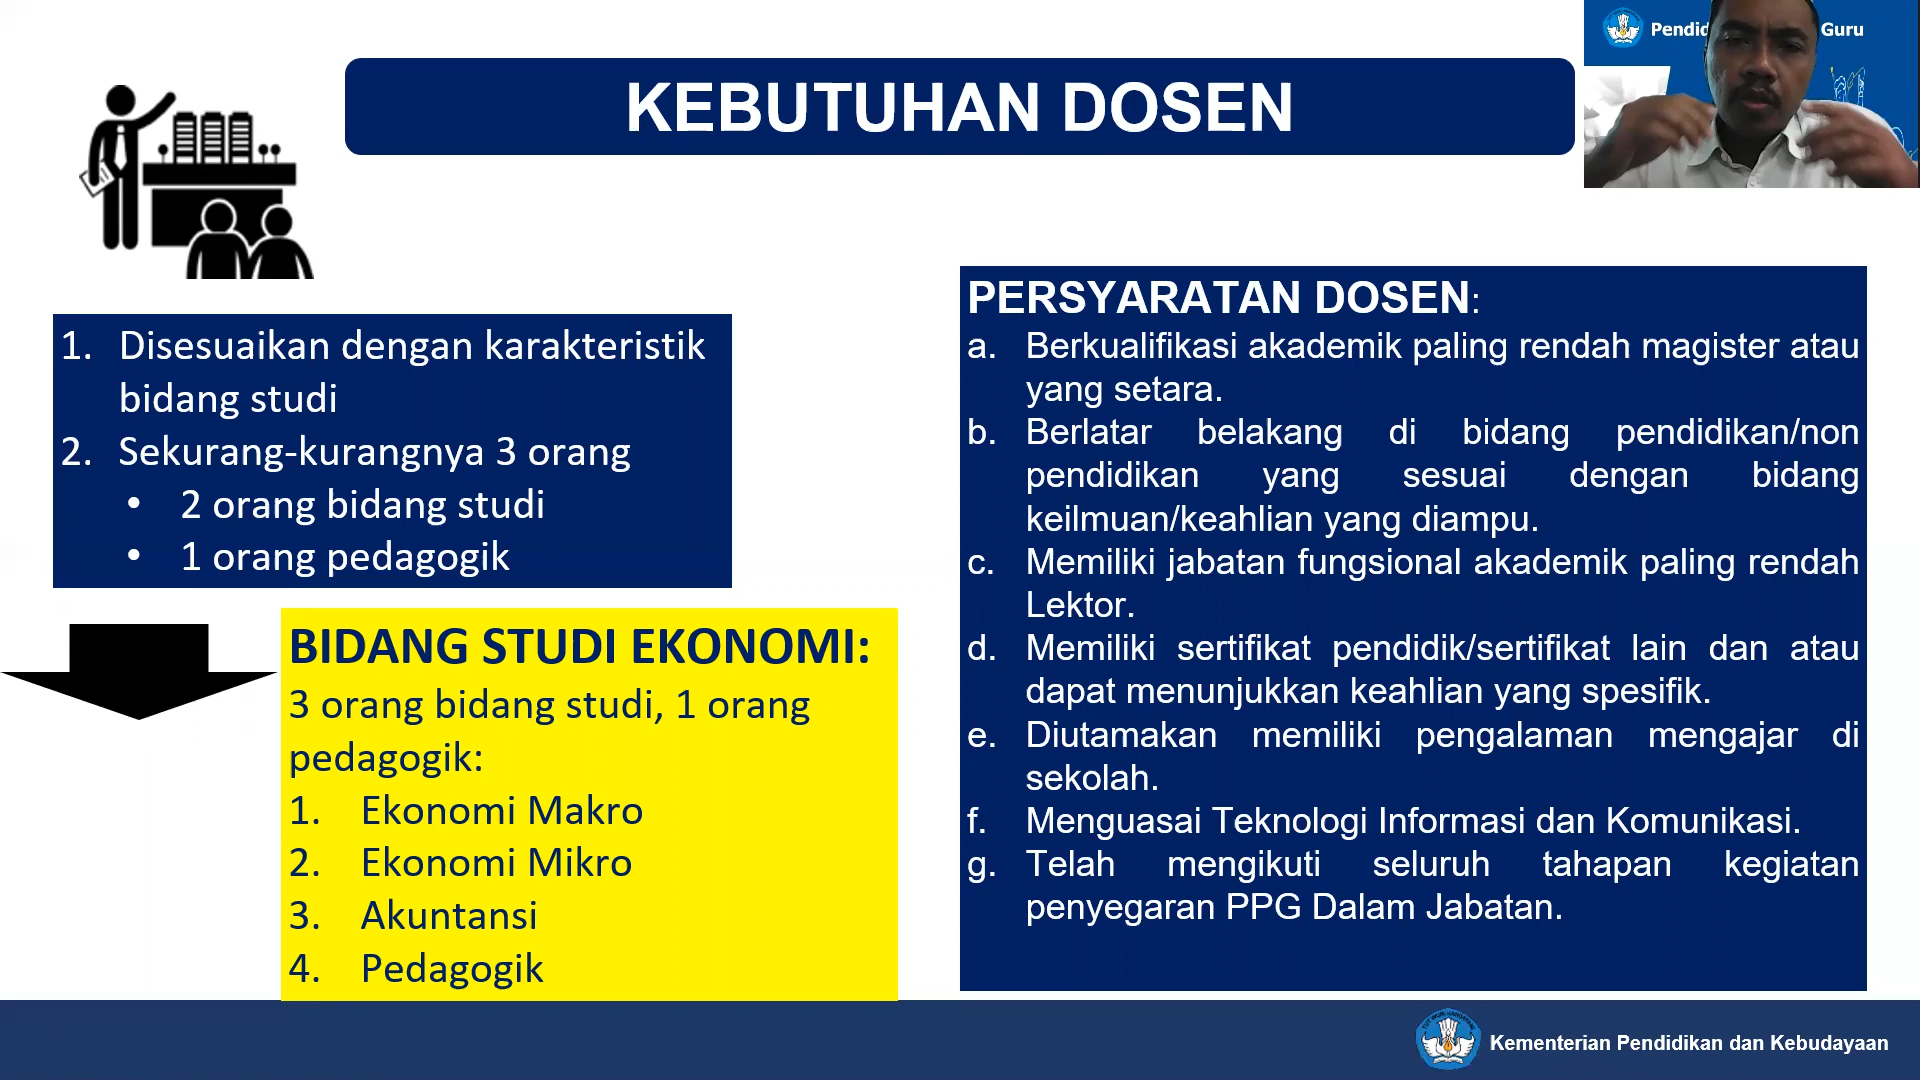 KEBUTUHAN DOSEN
Guru
1. Disesuaikan dengan karakteristik
bidang studi
2. Sekurang-kurangnya 3 orang
• 2 orang bidang studi
• 1 orang pedagogik
BIDANG STUDI EKONOMI:
3 orang bidang studi, 1 orang
pedagogik:
1. Ekonomi Makro
2. Ekonomi Mikro
3. Akuntansi
4. Pedagogik
PERSYARATAN DOSEN:
a. Berkualifikasi akademik paling rendah magister atau
yang setara.
b. Berlatar belakang di bidang pendidikan/non
pendidikan yang sesuai dengan bidang
keilmuan/keahlian yang diampu.
c. Memiliki jabatan fungsional akademik paling rendah
Lektor.
d. Memiliki sertifikat pendidik/sertifikat lain dan atau
dapat menunjukkan keahlian yang spesifik.
e. Diutamakan memiliki pengalaman mengajar di
sekolah.
f. Menguasai Teknologi Informasi dan Komunikasi.
g. Telah mengikuti seluruh tahapan kegiatan
penyegaran PPG Dalam Jabatan.
Kementerian Pendidikan dan Kebudayaan